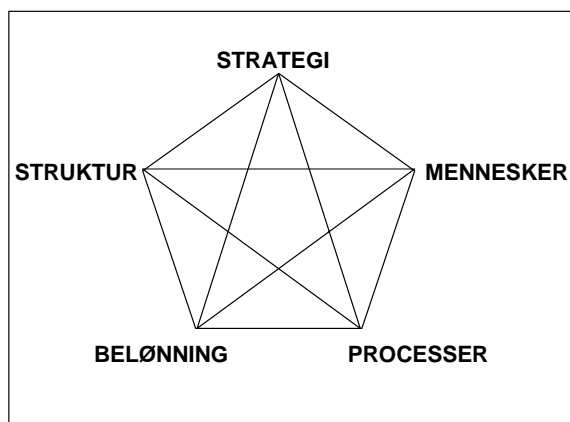 STRATEGI
STRUKTUR
MENNESKER
BELØNNING
PROCESSER